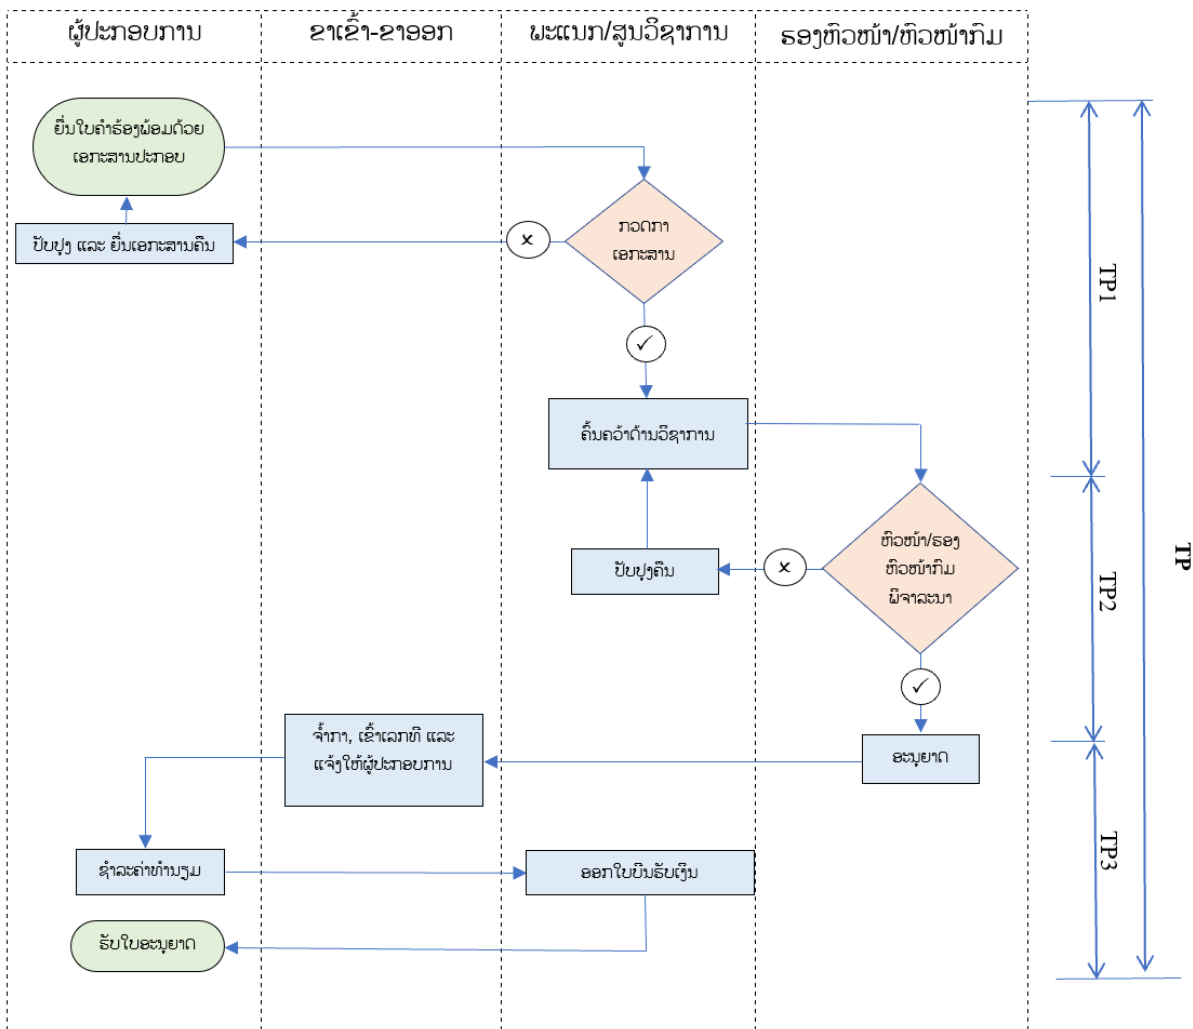 ຜູ້ປະກອບການ
ຂາເຂົ້າ-ຂາອອກ
ພະແນກ/ສູນວິຊາການ
ຮອງຫົວໜ້າ/ຫົວໜ້າກົມ
ຍື່ນໃບຄຳຮ້ອງພ້ອມດ້ວຍ
ເອກະສານປະກອບ
ກວດກາ
ເອກະສານ
x
ປັບປຸງ ແລະ ຍື່ນເອກະສານຄືນ
✓
TP1
ຄົ້ນຄວ້າດ້ານວິຊາການ
ຫົວໜ້າ/ຮອງ
ຫົວໜ້າກົມ
ພິຈາລະນາ
x
ປັບປຸງຄືນ
TP2
TP
✓
ຈ້ຳກາ, ເຂົ້າເລກທີ ແລະ
ແຈ້ງໃຫ້ຜູ້ປະກອບການ
ອະນຸຍາດ
ຊຳລະຄ່າທຳນຽມ
ອອກໃບບິນຮັບເງິນ
TP3
ຮັບໃບອະນຸຍາດ